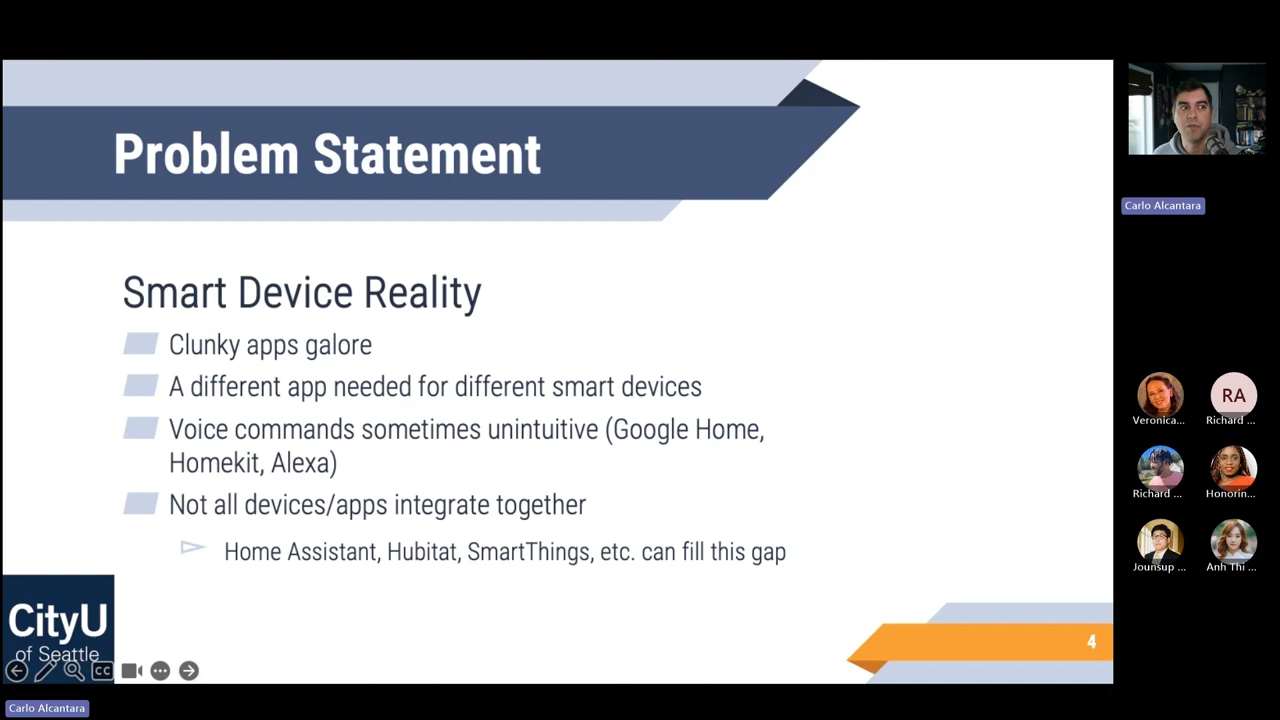 Problem Statement
Smart Device Reality
Clunky apps galore
A different app needed for different smart devices
Voice commands sometimes unintuitive (Google Home,
Homekit, Alexa)
Not all devices/apps integrate together
Home Assistant, Hubitat, SmartThings, etc. can fill this gap
CityU
of Seattle
CC
4
Carlo Alcantara
Carlo Alcantara
RA
Veronica...
Richard ...
Richard ...
Honorin...
Jounsup ...
Anh Thi ...